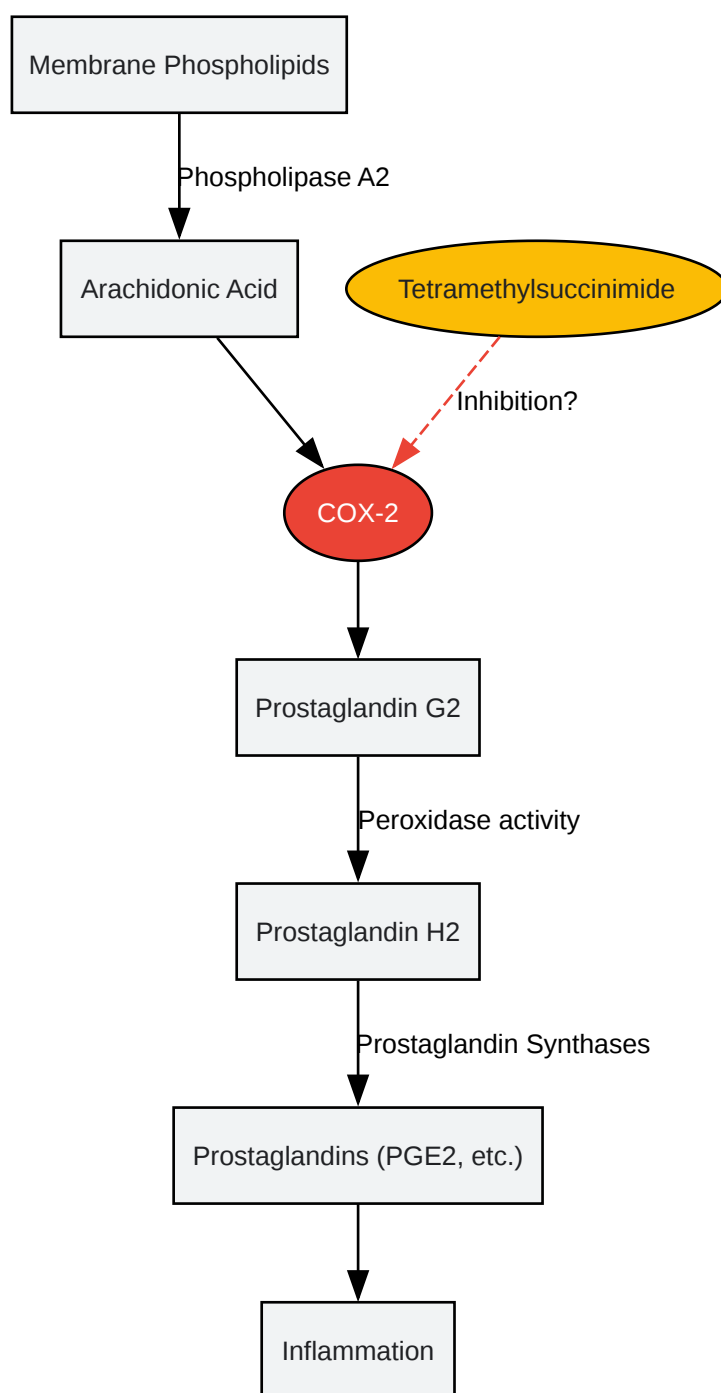 Membrane Phospholipids
Phospholipase A2
Arachidonic Acid
Tetramethylsuccinimide
Inhibition?
COX-2
Prostaglandin G2
Peroxidase activity
Prostaglandin H2
Prostaglandin Synthases
Prostaglandins (PGE2, etc.)
Inflammation